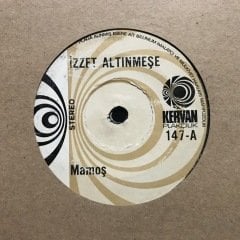 İZZET ALTINMEŞE
STEREO
KERVAN
PLAKÇILIK
147-A
Mamoş